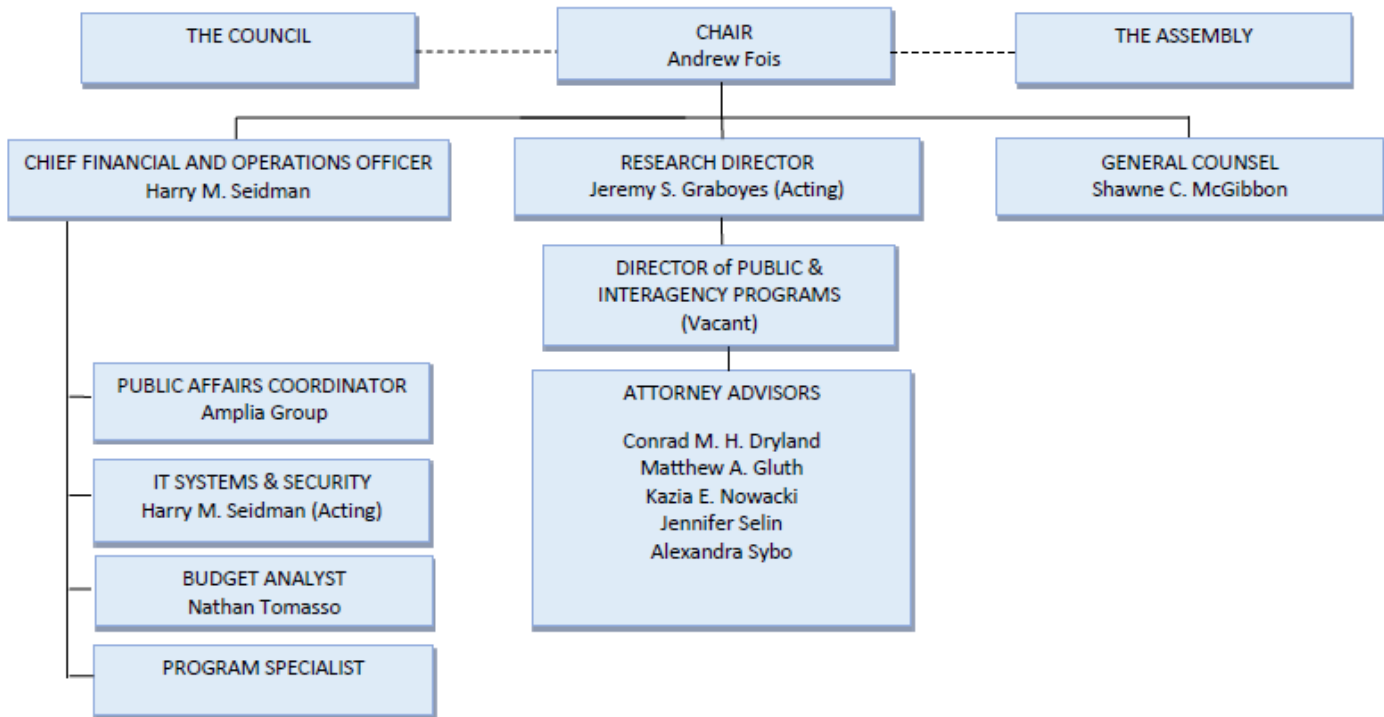 THE COUNCIL
CHAIR
Andrew Fois
THE ASSEMBLY
CHIEF FINANCIAL AND OPERATIONS OFFICER
Harry M. Seidman
RESEARCH DIRECTOR
Jeremy S. Graboyes (Acting)
GENERAL COUNSEL
Shawne C. McGibbon
DIRECTOR of PUBLIC &
INTERAGENCY PROGRAMS
(Vacant)
PUBLIC AFFAIRS COORDINATOR
Amplia Group
IT SYSTEMS & SECURITY
Harry M. Seidman (Acting)
BUDGET ANALYST
Nathan Tomasso
PROGRAM SPECIALIST
ATTORNEY ADVISORS
Conrad M. H. Dryland
Matthew A. Gluth
Kazia E. Nowacki
Jennifer Selin
Alexandra Sybo